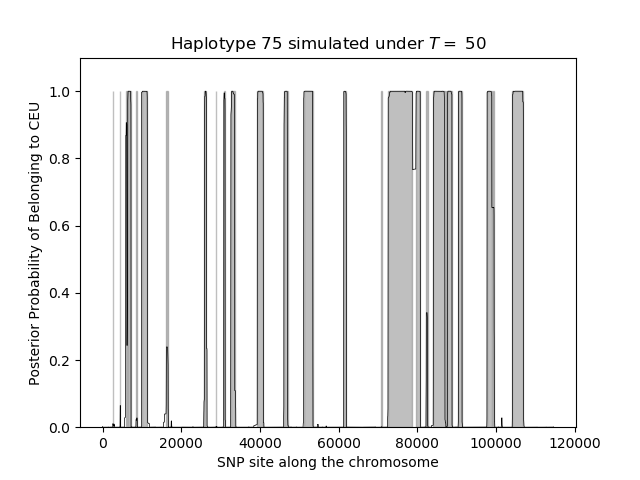 Haplotype 75 simulated under T = 50
Posterior Probability of Belonging to CEU
1.0
0.8
0.6
0.4
0.2
0.0
0 20000 40000 60000 80000 100000 120000
SNP site along the chromosome